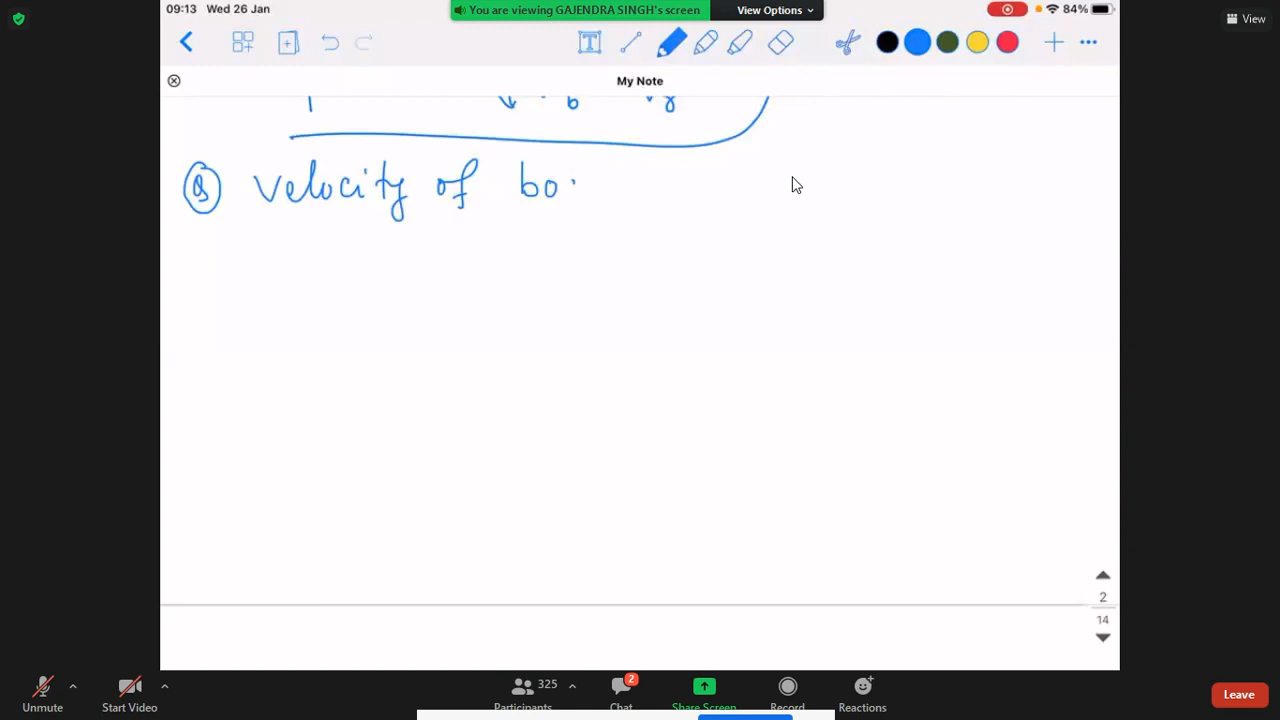 09:13 Wed 26 Jan
You are viewing GAJENDRA SINGH's screen
View Options
84%
View
My Note
Q velocity of bo
2
14
325
2
Unmute
Start Video
Participants
Chat
Share Screen
Record
Reactions
Leave